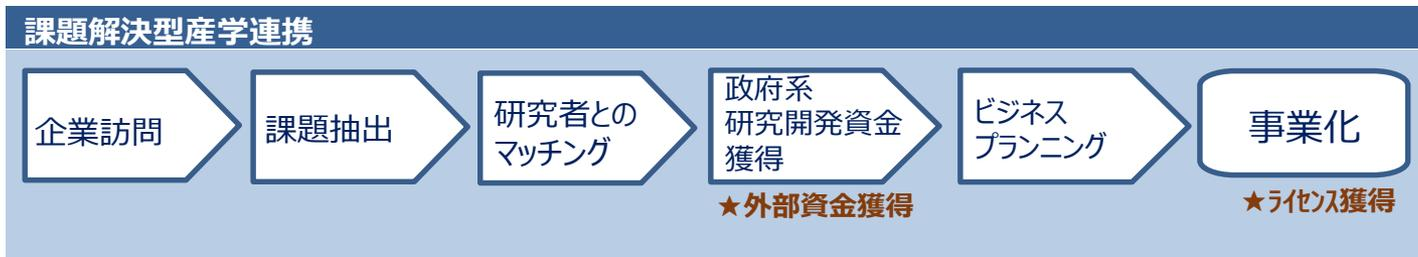 課題解決型産学連携
企業訪問
課題抽出
研究者との
マッチング
政府系
研究開発資金
獲得
★外部資金獲得
ビジネス
プランニング
事業化
★ライセンス獲得